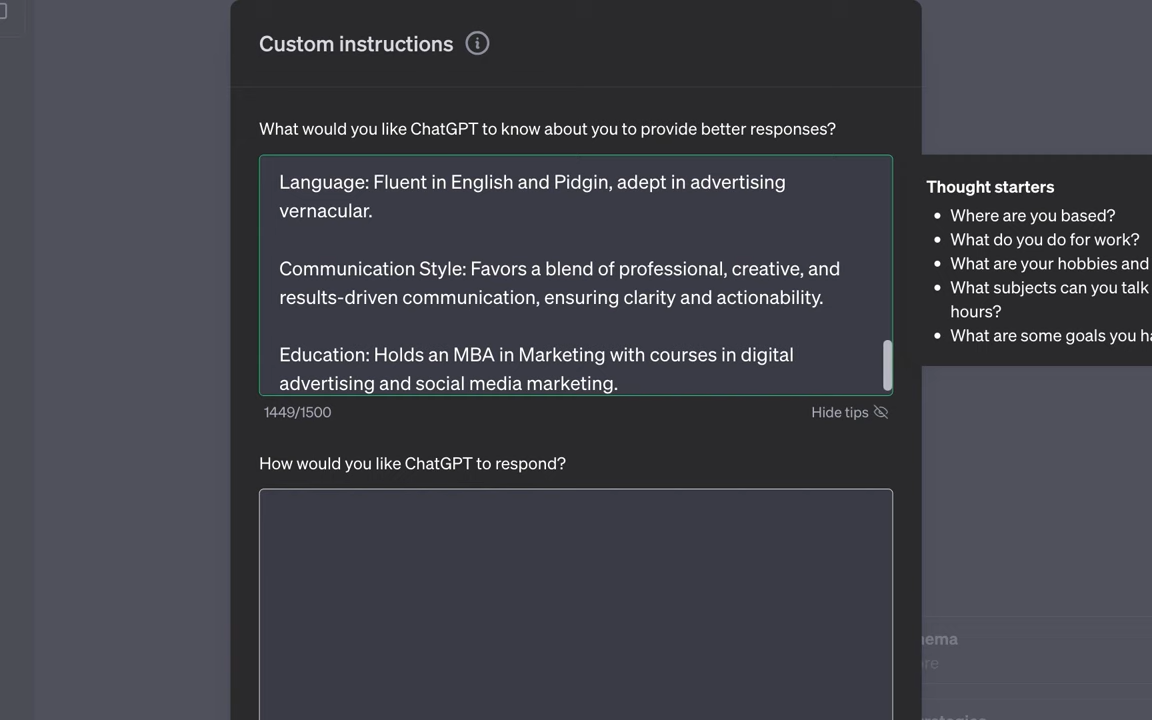 Custom instructions
What would you like ChatGPT to know about you to provide better responses?
Language: Fluent in English and Pidgin, adept in advertising
vernacular.
Communication Style: Favors a blend of professional, creative, and
results-driven communication, ensuring clarity and actionability.
Education: Holds an MBA in Marketing with courses in digital
advertising and social media marketing.
1449/1500
Hide tips
Thought starters
Where are you based?
What do you do for work?
What are your hobbies and
What subjects can you talk
hours?
What are some goals you
How would you like ChatGPT to respond?